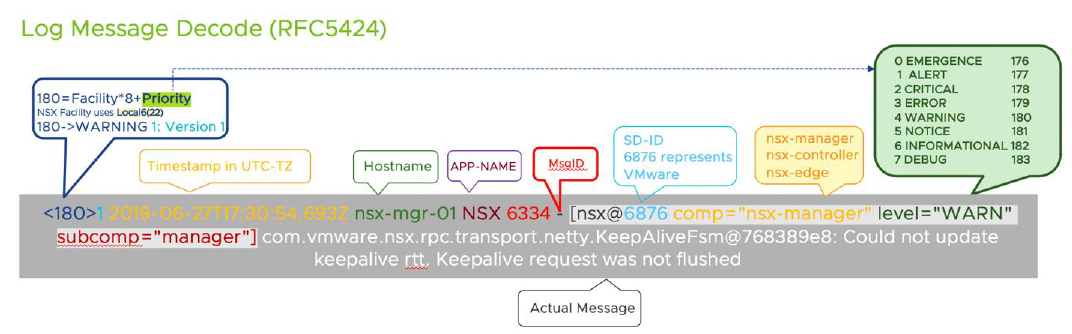 Log Message Decode (RFC5424)
0 EMERGENCE 176
1 ALERT 177
2 CRITICAL 178
3 ERROR 179
4 WARNING 180
5 NOTICE 181
6 INFORMATIONAL 182
7 DEBUG 183
180=Facility*8+Priority
NSX Facility uses Local6(22)
180->WARNING 1: Version 1
Timestamp in UTC-TZ
Hostname
APP-NAME
MsgID
SD-ID
6876 represents
VMware
nsx-manager
nsx-controller
nsx-edge
<180>1 2019-06-27T17:30:54.693Z nsx-mgr-01 NSX 6334 - [nsx@6876 comp="nsx-manager" level="WARN"
subcomp="manager"] com.vmware.nsx.rpc.transport.netty.KeepAliveFsm@768389e8: Could not update
keepalive rtt. Keepalive request was not flushed
Actual Message